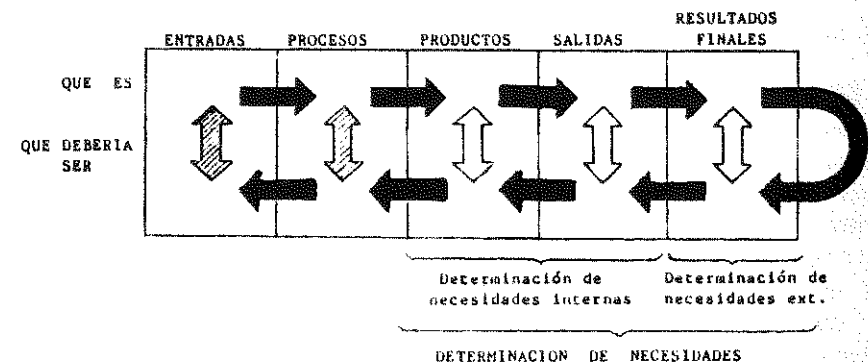 RESULTADOS
ENTRADAS PROCESOS PRODUCTOS SALIDAS FINALES
QUE ES
QUE DEBERIA
SER
Determinación de Determinación de
necesidades internas necesidades ext.
DETERMINACION DE NECESIDADES